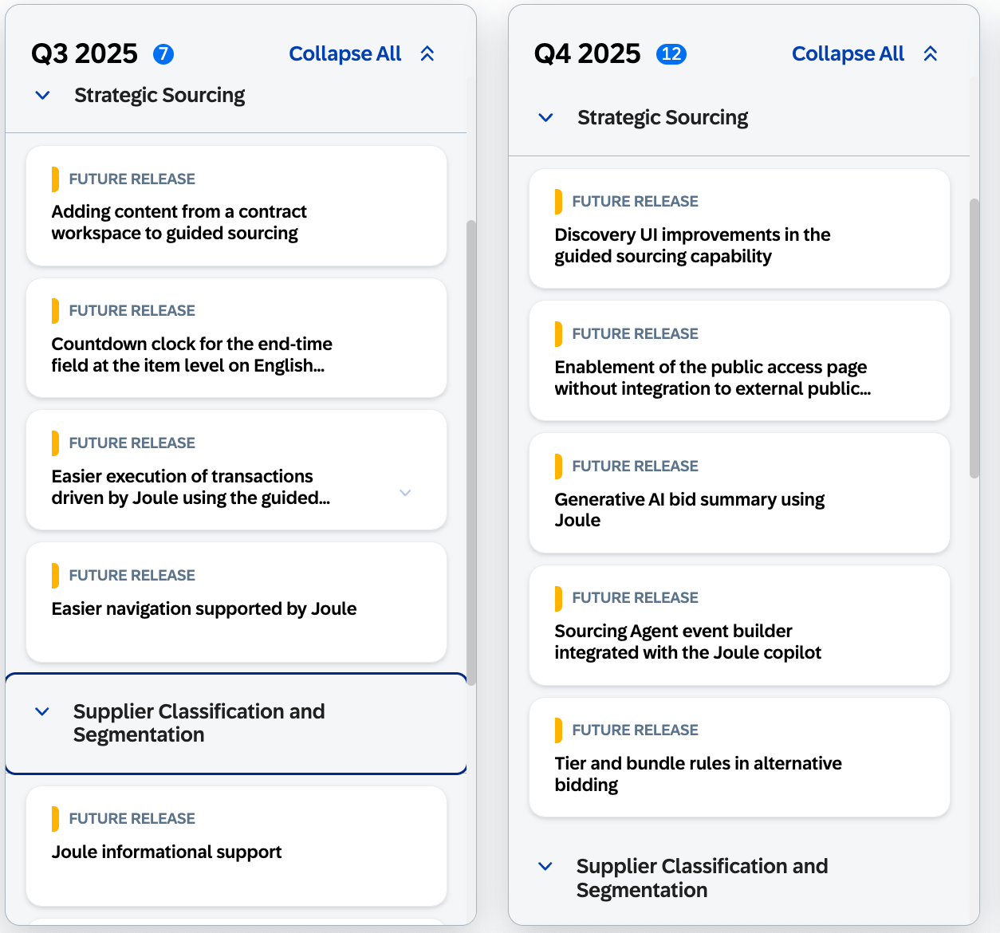 Q3 2025 7 Collapse All
Strategic Sourcing
FUTURE RELEASE
Adding content from a contract
workspace to guided sourcing
FUTURE RELEASE
Countdown clock for the end-time
field at the item level on English...
FUTURE RELEASE
Easier execution of transactions
driven by Joule using the guided...
FUTURE RELEASE
Easier navigation supported by Joule
Supplier Classification and
Segmentation
FUTURE RELEASE
Joule informational support
Q4 2025 12 Collapse All
Strategic Sourcing
FUTURE RELEASE
Discovery UI improvements in the
guided sourcing capability
FUTURE RELEASE
Enablement of the public access page
without integration to external public...
FUTURE RELEASE
Generative AI bid summary using
Joule
FUTURE RELEASE
Sourcing Agent event builder
integrated with the Joule copilot
FUTURE RELEASE
Tier and bundle rules in alternative
bidding
Supplier Classification and
Segmentation